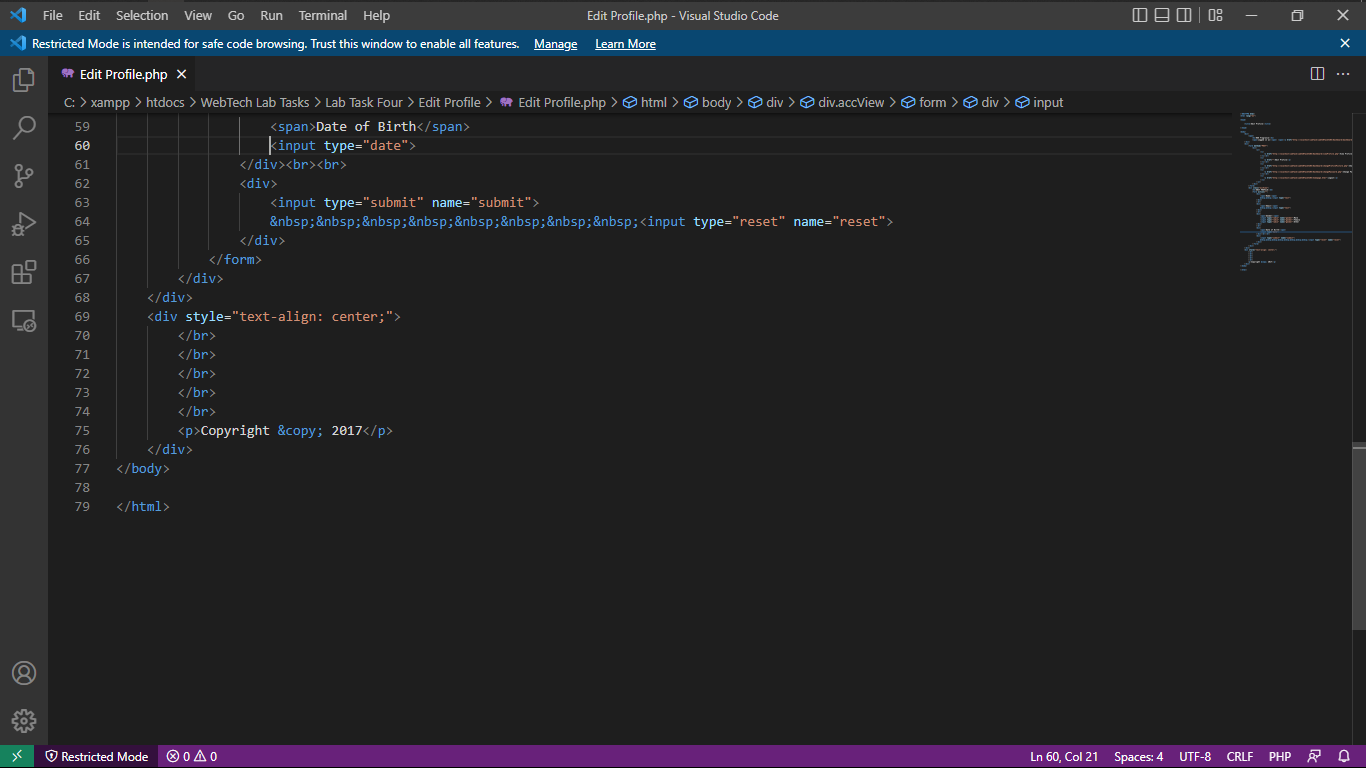 File Edit Selection View Go Run Terminal Help Edit Profile.php - Visual Studio Code
Restricted Mode is intended for safe code browsing. Trust this window to enable all features. Manage Learn More
Edit Profile.php
C: > xampp > htdocs > WebTech Lab Tasks > Lab Task Four > Edit Profile > Edit Profile.php > html > body > div > div.accView > form > div > input
59 <span>Date of Birth</span>
60 <input type="date">
61 </div><br><br>
62 <div>
63 <input type="submit" name="submit">
64 &nbsp;&nbsp;&nbsp;&nbsp;&nbsp;&nbsp;&nbsp;&nbsp;<input type="reset" name="reset">
65 </div>
66 </form>
67 </div>
68 </div>
69 <div style="text-align: center;">
70 </br>
71 </br>
72 </br>
73 </br>
74 </br>
75 <p>Copyright &copy; 2017</p>
76 </div>
77 </body>
78
79 </html>
Restricted Mode 0 0 Ln 60, Col 21 Spaces: 4 UTF-8 CRLF PHP